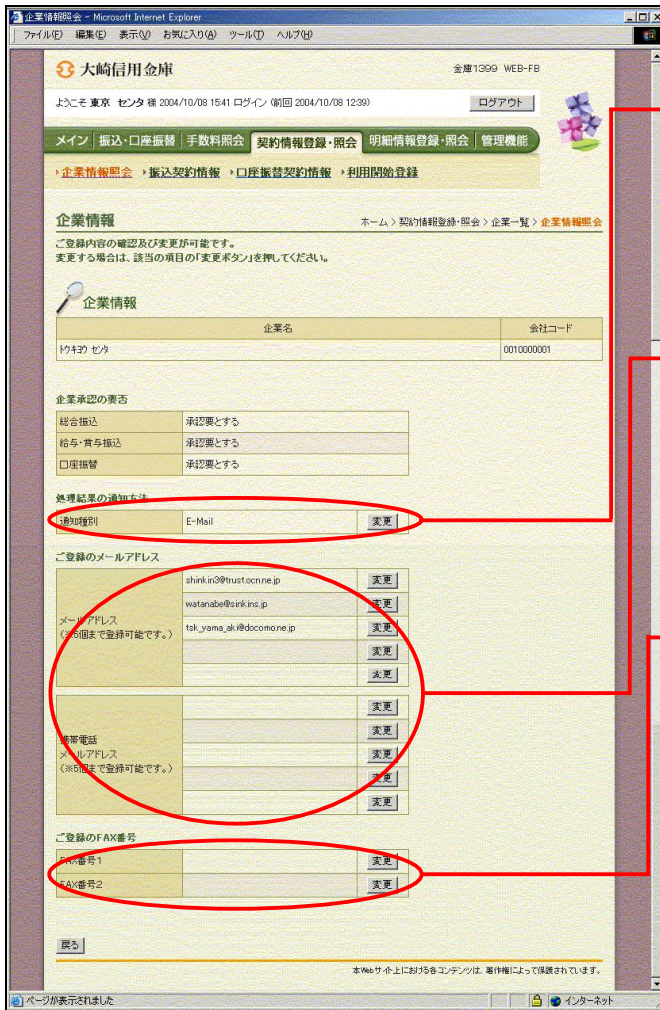 企業情報照会 - Microsoft Internet Explorer
ファイル(F) 編集(E) 表示(V) お気に入り(A) ツール(T) ヘルプ(H)
大崎信用金庫
金庫1399 WEB-FB
ようこそ 東京 センタ 様 2004/10/08 15:41 ログイン (前回 2004/10/08 12:39)
ログアウト
メイン 振込・口座振替 手数料照会 契約情報登録・照会 明細情報登録・照会 管理機能
企業情報照会 振込契約情報 口座振替契約情報 利用開始登録
企業情報
ホーム > 契約情報登録・照会 > 企業一覧 > 企業情報照会
ご登録内容の確認及び変更が可能です。
変更する場合は、該当の項目の「変更ボタン」を押してください。
企業情報
企業名 会社コード
トウキヨウ センタ 0010000001
企業承認の要否
総合振込 承認要とする
給与・賞与振込 承認要とする
口座振替 承認要とする
処理結果の通知方法
通知種別 E-Mail 変更
ご登録のメールアドレス
メールアドレス
(※5個まで登録可能です。)
shinkin3@trust.ocn.ne.jp 変更
watanabe@sinkins.jp 変更
tsk_yama_aki@docomo.ne.jp 変更
変更
変更
携帯電話
メールアドレス
(※5個まで登録可能です。)
変更
変更
変更
変更
変更
ご登録のFAX番号
FAX番号1 変更
FAX番号2 変更
戻る
本Webサイト上における各コンテンツは、著作権によって保護されています。
ページが表示されました インターネット